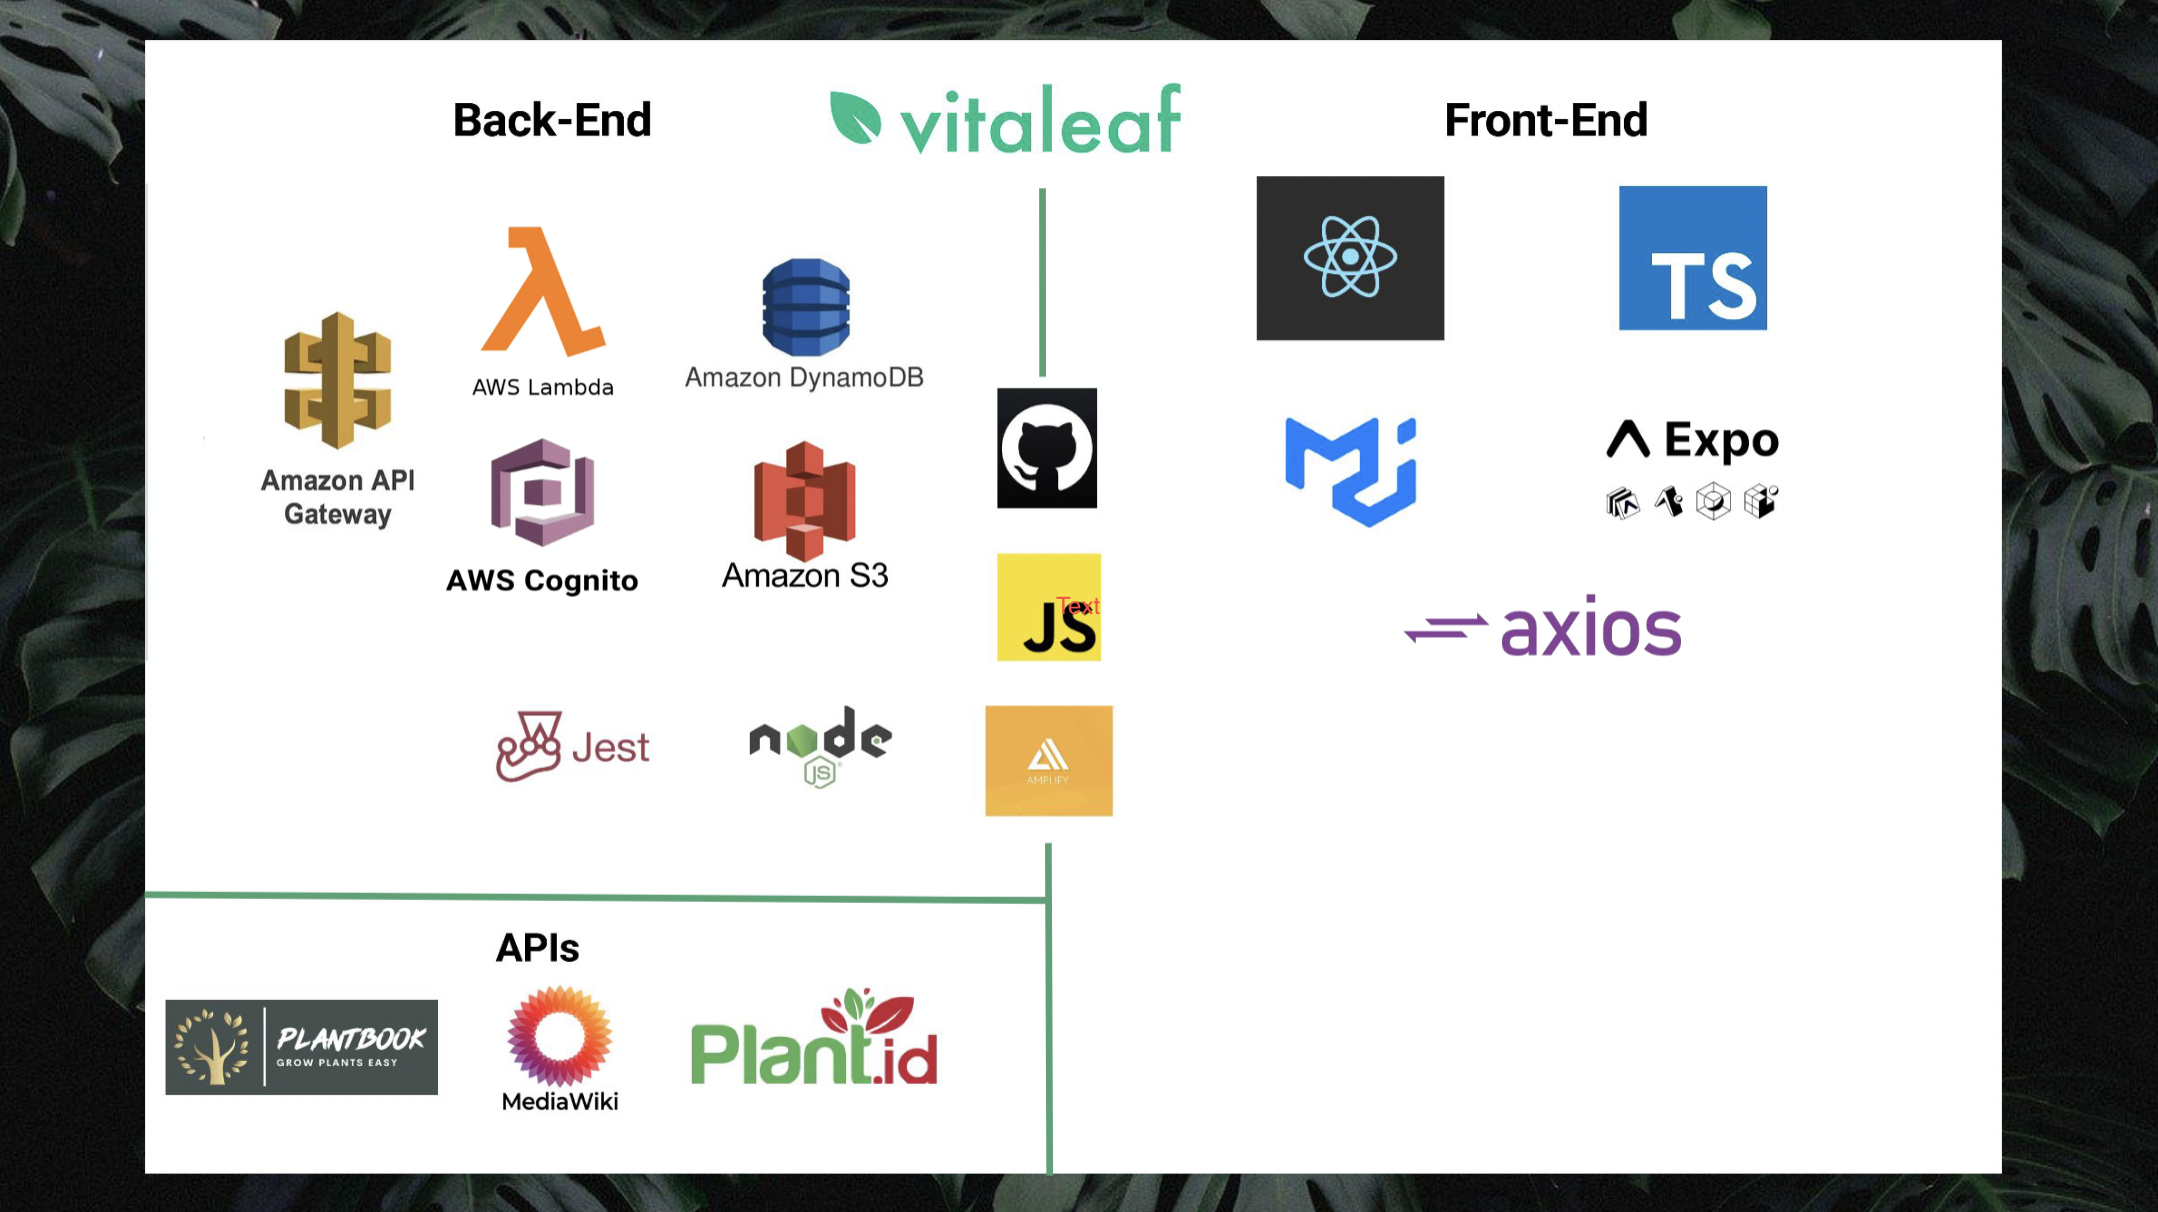 Back-End
vitaleaf
Front-End
TS
AWS Lambda
Amazon DynamoDB
Amazon API
Gateway
Expo
AWS Cognito
Amazon S3
Text
JS
axios
Jest
node
JS
AMPLIFY
APIs
PLANTBOOK
GROW PLANTS EASY
MediaWiki
Plant.id